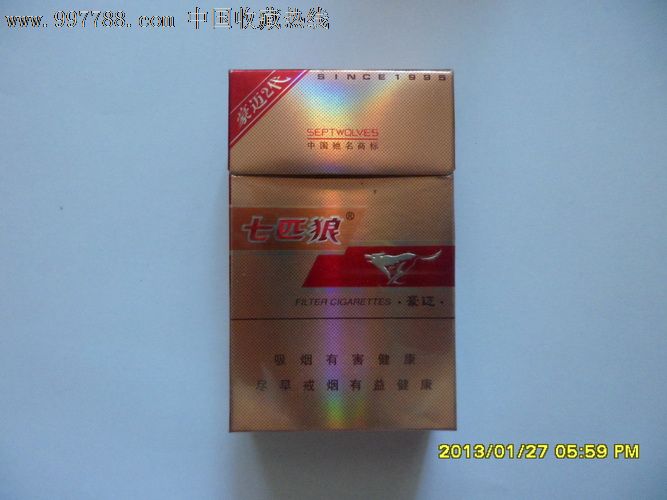 www.997788.com 中国收藏热线
SINCE1995
豪迈2代
SEPTWOLVES
中国驰名商标
七匹狼®
FILTER CIGARETTES ·豪迈·
吸烟有害健康
尽早戒烟有益健康
2013/01/27 05:59 PM